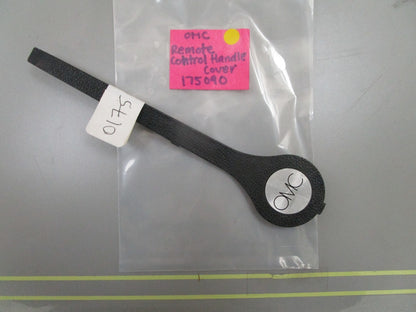 OMC
Remote
Control Handle
Cover
175090
0175
OMC